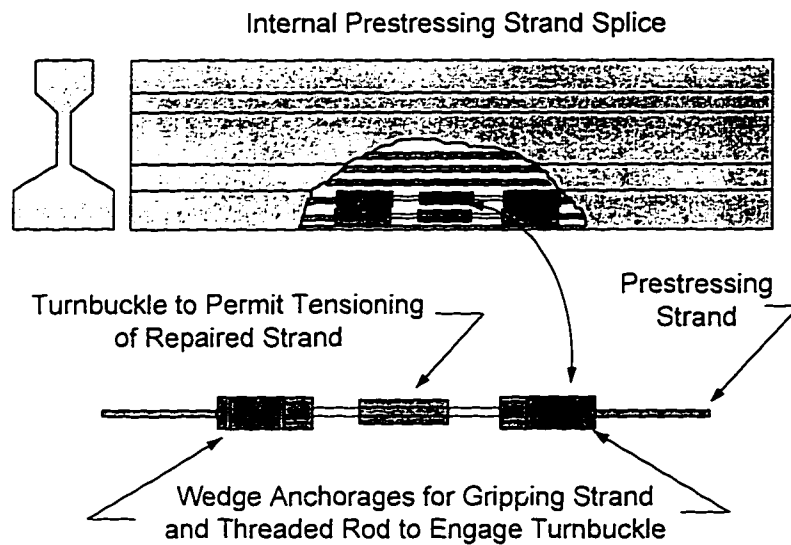 Internal Prestressing Strand Splice
Turnbuckle to Permit Tensioning
of Repaired Strand
Prestressing
Strand
Wedge Anchorages for Gripping Strand
and Threaded Rod to Engage Turnbuckle